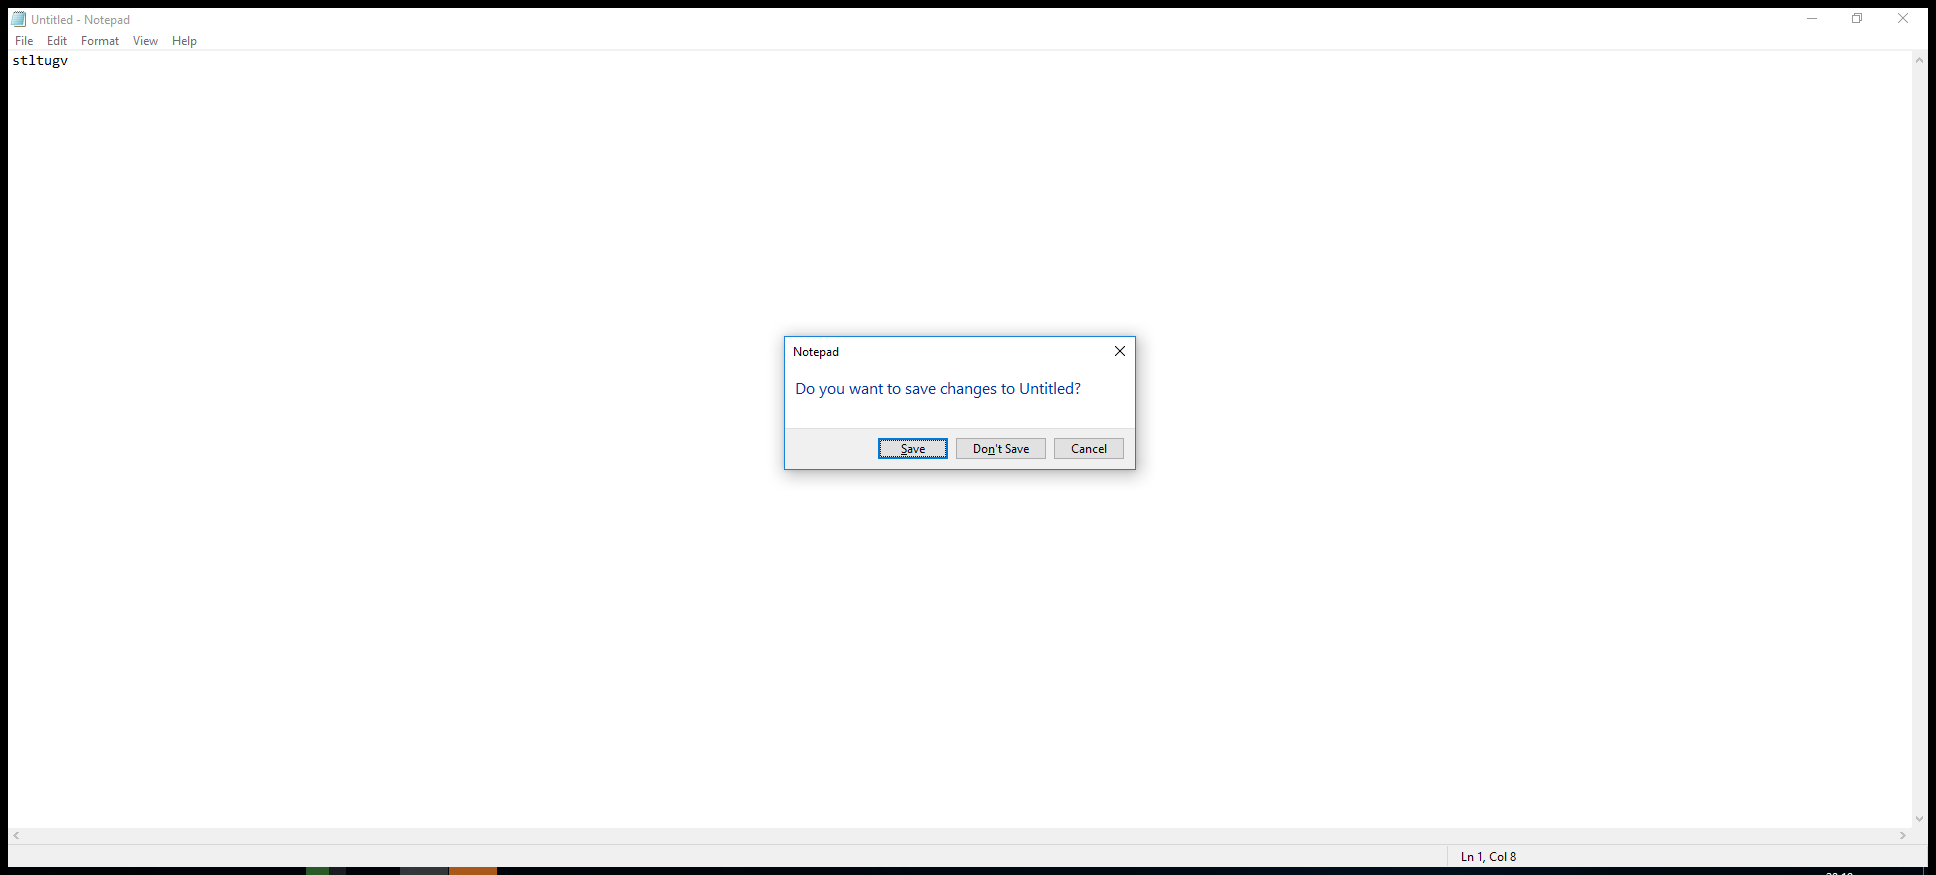 Untitled - Notepad
File Edit Format View Help
stltugv
Notepad
Do you want to save changes to Untitled?
Save Don't Save Cancel
Ln 1, Col 8